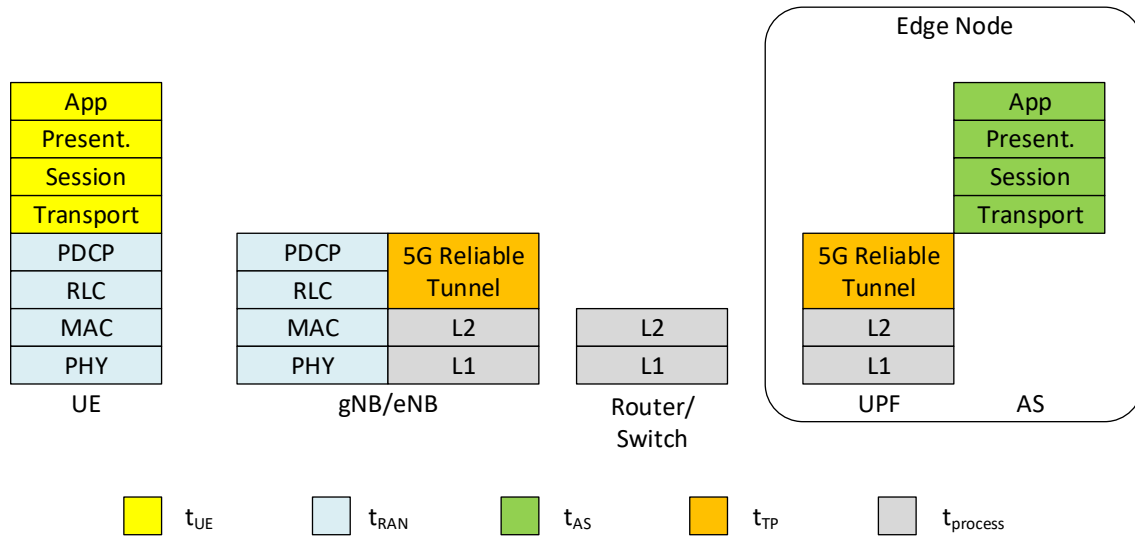 Edge Node
App
Present.
Session
Transport
PDCP
RLC
MAC
PHY
UE
PDCP
RLC
MAC
PHY
5G Reliable
Tunnel
L2
L1
gNB/eNB
L2
L1
Router/
Switch
5G Reliable
Tunnel
L2
L1
UPF
App
Present.
Session
Transport
AS
tUE
tRAN
tAS
tTP
tprocess